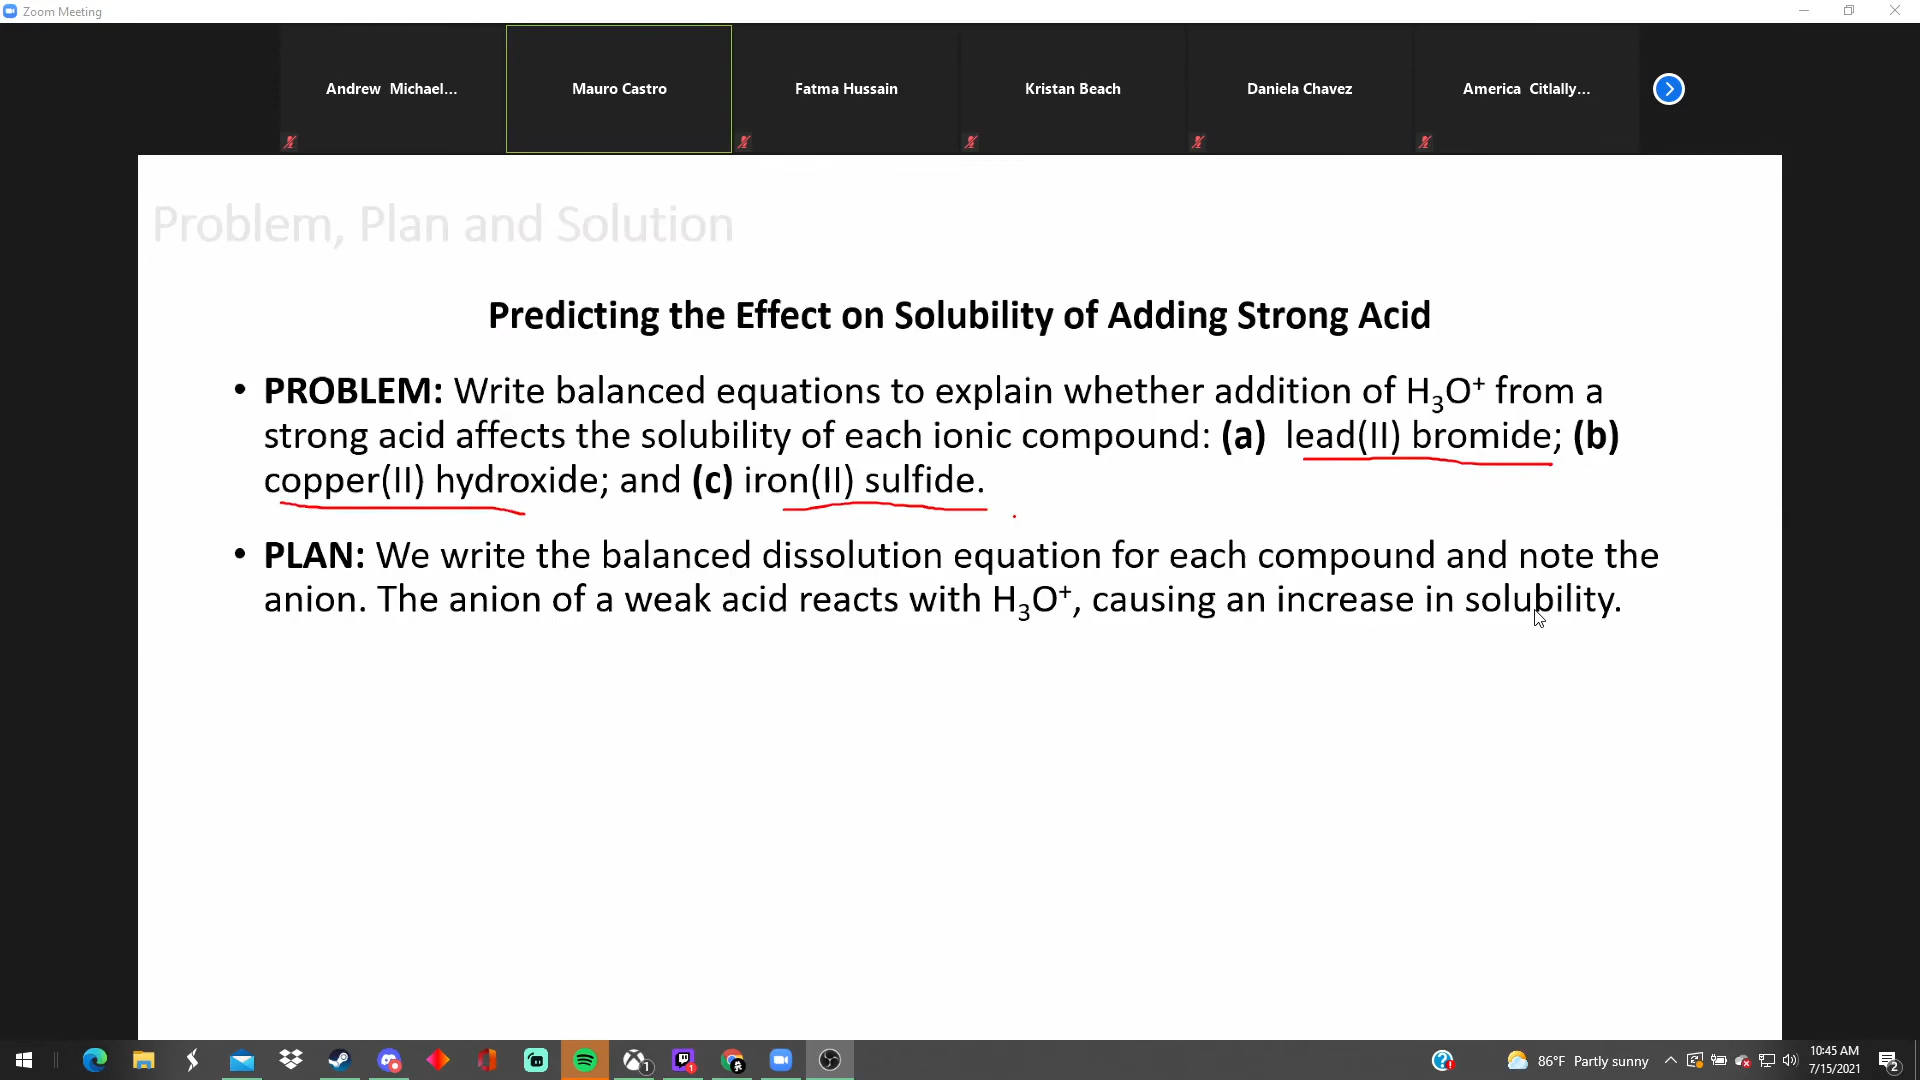 Zoom Meeting
Andrew Michael...
Mauro Castro
Fatma Hussain
Kristan Beach
Daniela Chavez
America Citlally...
Problem, Plan and Solution
Predicting the Effect on Solubility of Adding Strong Acid
• PROBLEM: Write balanced equations to explain whether addition of H₃O⁺ from a
strong acid affects the solubility of each ionic compound: (a) lead(II) bromide; (b)
copper(II) hydroxide; and (c) iron(II) sulfide.
• PLAN: We write the balanced dissolution equation for each compound and note the
anion. The anion of a weak acid reacts with H₃O⁺, causing an increase in solubility.
1
1
86°F Partly sunny
10:45 AM
7/15/2021
2